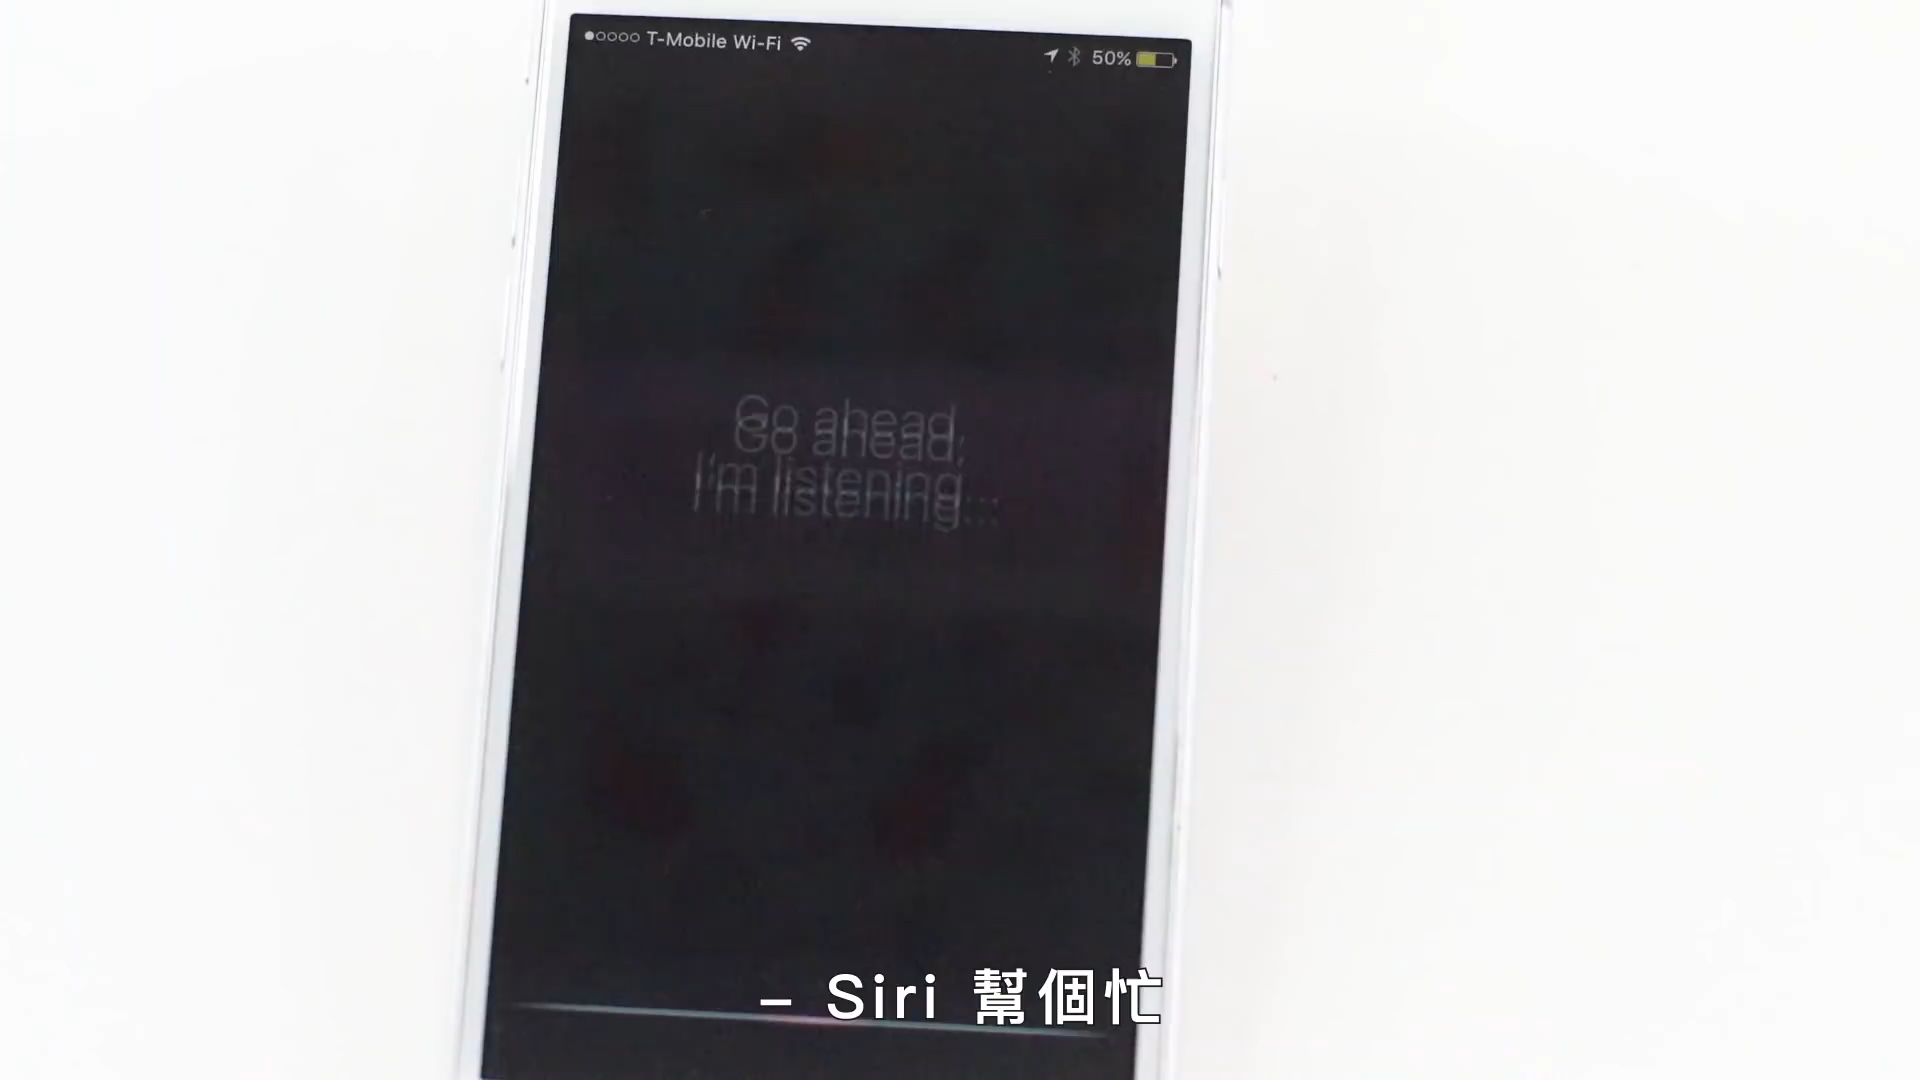 T-Mobile Wi-Fi
50%
Go ahead,
I'm listening...
– Siri 幫個忙